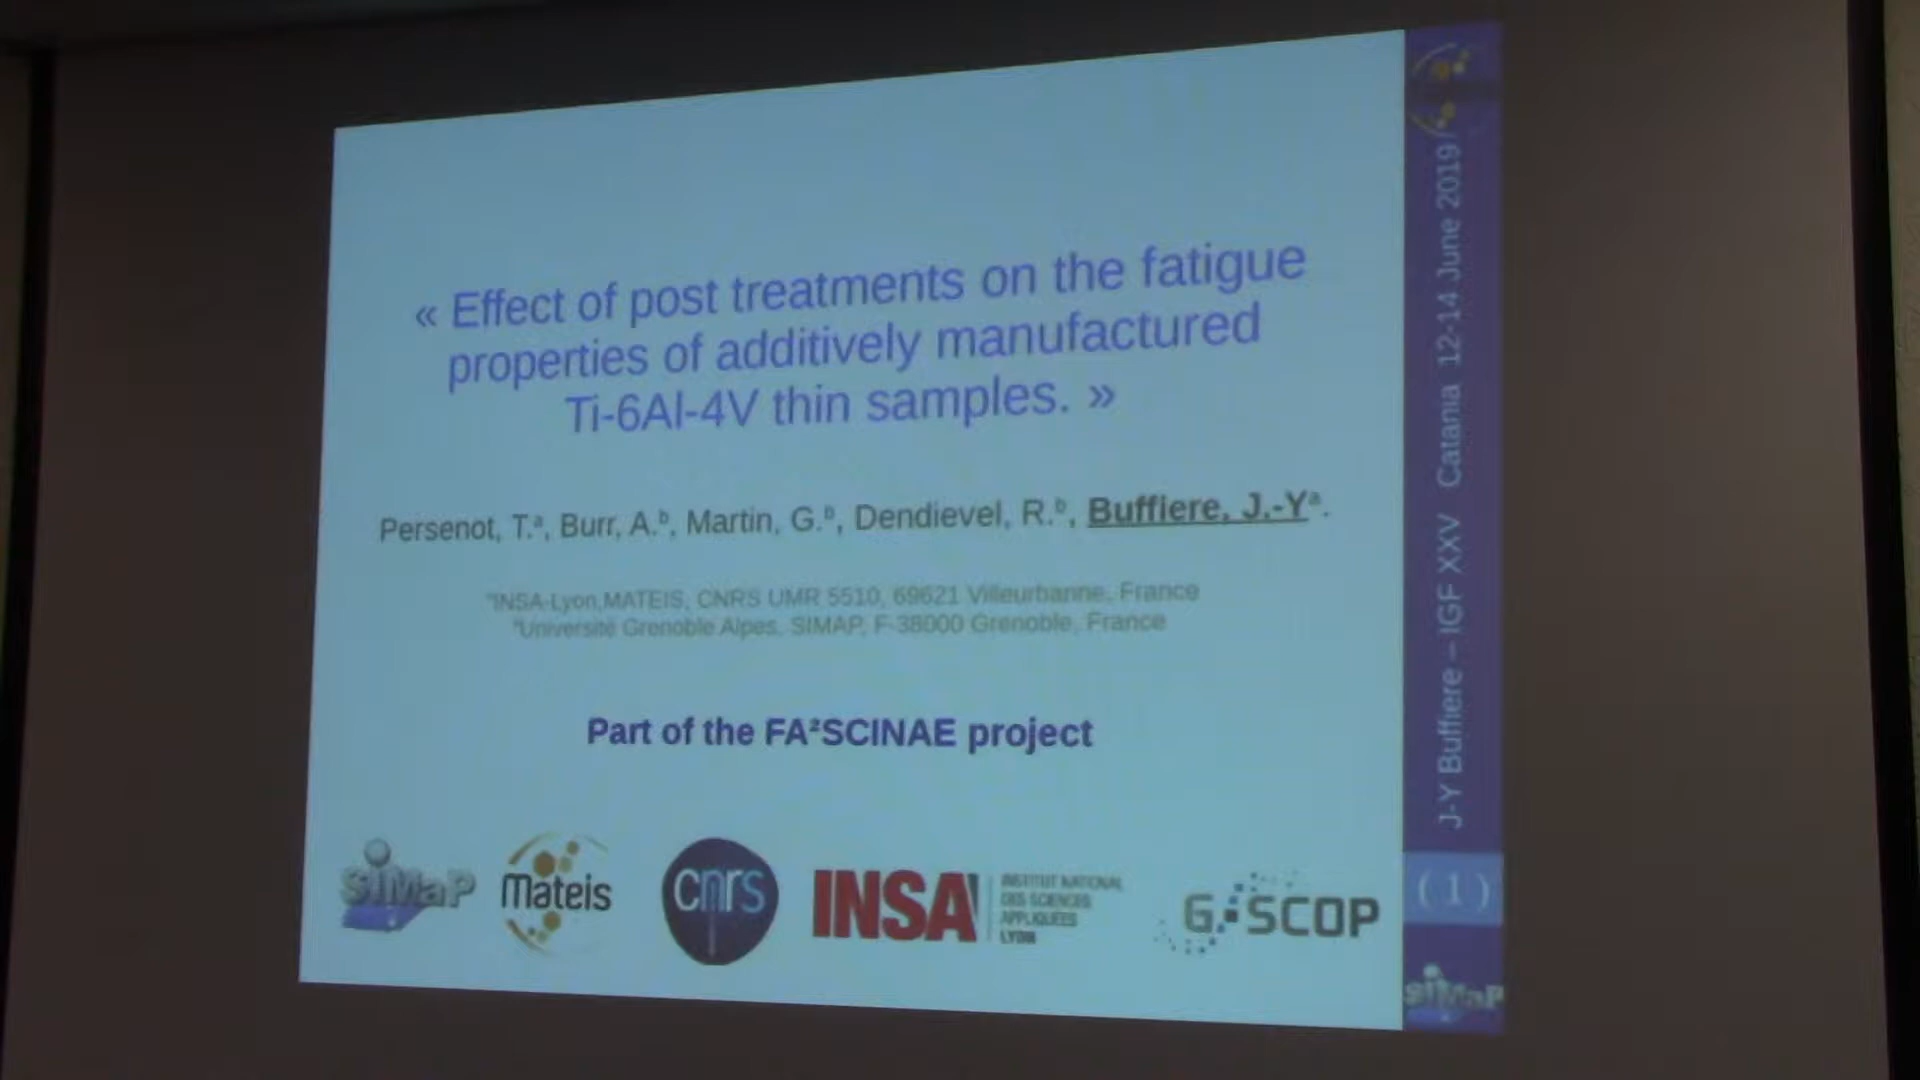 « Effect of post treatments on the fatigue
properties of additively manufactured
Ti-6Al-4V thin samples. »
Persenot, T.ª, Burr, A.ᵇ, Martin, G.ᵇ, Dendievel, R.ᵇ, Buffiere, J.-Yª.
ªINSA-Lyon,MATEIS, CNRS UMR 5510, 69621 Villeurbanne, France
ᵇUniversité Grenoble Alpes, SIMAP, F-38000 Grenoble, France
Part of the FA²SCINAE project
SiMaP
Mateis
cnrs
INSA
INSTITUT NATIONAL
DES SCIENCES
APPLIQUÉES
LYON
G-SCOP
J-Y Buffiere – IGF XXV Catania 12-14 June 2019 /
( 1 )
SiMaP